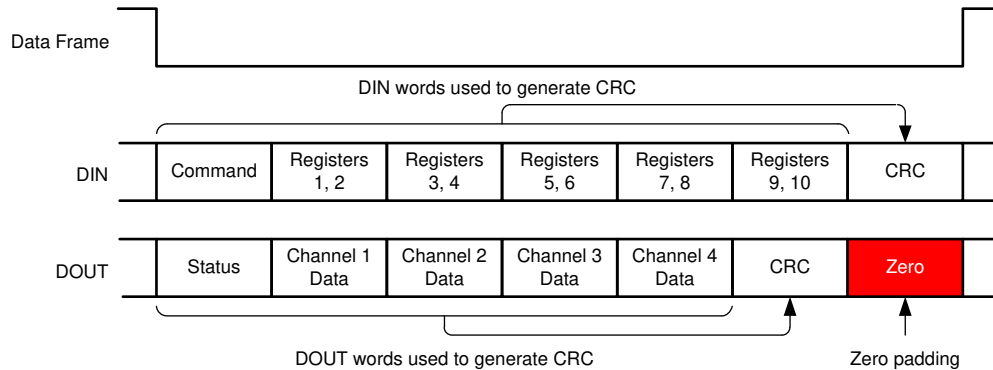 Data Frame
DIN words used to generate CRC
DIN
Command
Registers
1, 2
Registers
3, 4
Registers
5, 6
Registers
7, 8
Registers
9, 10
CRC
DOUT
Status
Channel 1
Data
Channel 2
Data
Channel 3
Data
Channel 4
Data
CRC
Zero
DOUT words used to generate CRC
Zero padding